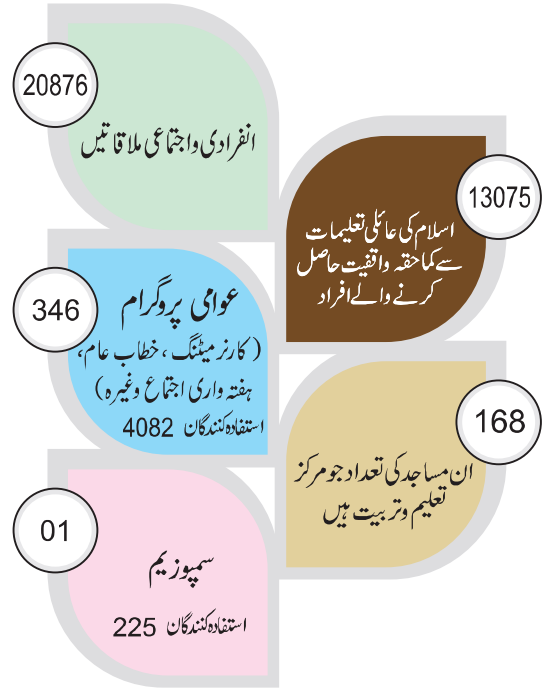 20876
انفرادی و اجتماعی ملاقاتیں
13075
اسلام کی عائلی تعلیمات
سے کماحقہ واقفیت حاصل
کرنے والے افراد
346
عوامی پروگرام
( کارنر میٹنگ ، خطاب عام،
ہفتہ واری اجتماع وغیرہ)
استفادہ کنندگان 4082
168
ان مساجد کی تعداد جو مرکز
تعلیم و تربیت ہیں
01
سمپوزیم
استفادہ کنندگان 225